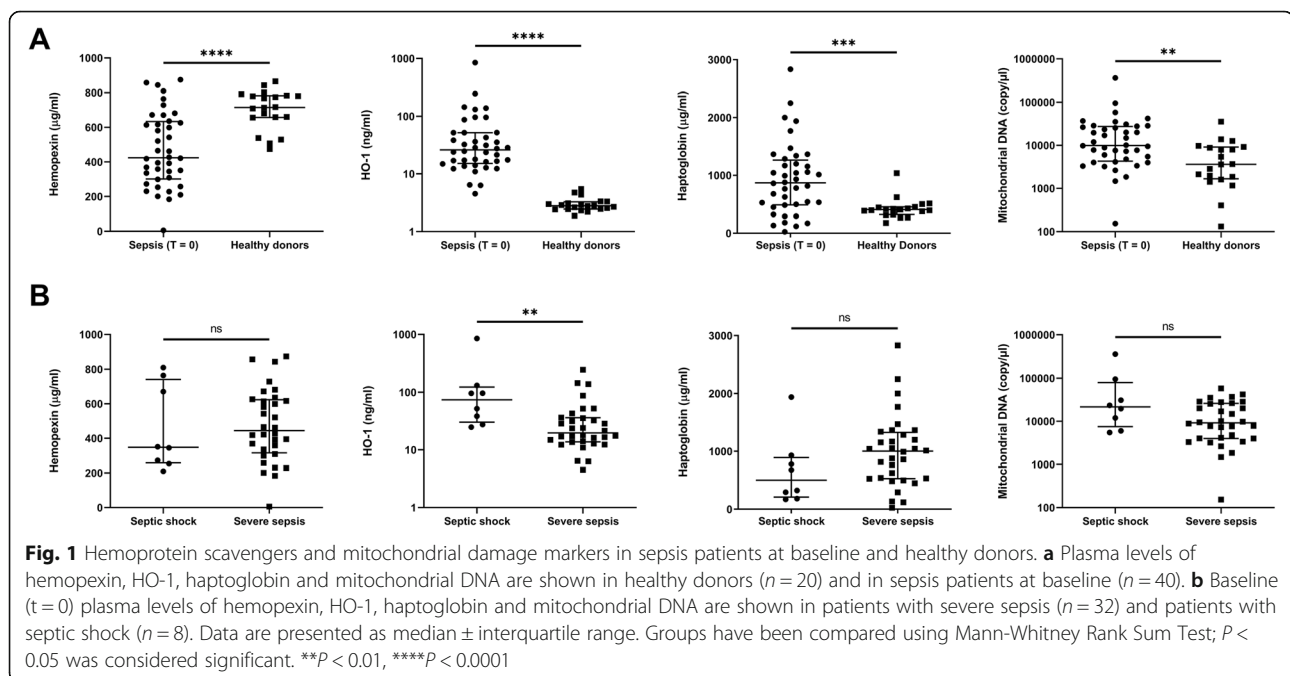 A
****
1000
800
600
400
200
0
Hemopexin (µg/ml)
Sepsis (T = 0)
Healthy donors
****
1000
100
10
1
HO-1 (ng/ml)
Sepsis (T = 0)
Healthy donors
***
3000
2000
1000
0
Haptoglobin (µg/ml)
Sepsis (T = 0)
Healthy Donors
**
1000000
100000
10000
1000
100
Mitochondrial DNA (copy/µl)
Sepsis (T = 0)
Healthy donors
B
ns
1000
800
600
400
200
0
Hemopexin (µg/ml)
Septic shock
Severe sepsis
**
1000
100
10
1
HO-1 (ng/ml)
Septic shock
Severe sepsis
ns
3000
2000
1000
0
Haptoglobin (µg/ml)
Septic shock
Severe sepsis
ns
1000000
100000
10000
1000
100
Mitochondrial DNA (copy/µl)
Septic shock
Severe sepsis
Fig. 1 Hemoprotein scavengers and mitochondrial damage markers in sepsis patients at baseline and healthy donors. a Plasma levels of
hemopexin, HO-1, haptoglobin and mitochondrial DNA are shown in healthy donors (n = 20) and in sepsis patients at baseline (n = 40). b Baseline
(t = 0) plasma levels of hemopexin, HO-1, haptoglobin and mitochondrial DNA are shown in patients with severe sepsis (n = 32) and patients with
septic shock (n = 8). Data are presented as median ± interquartile range. Groups have been compared using Mann-Whitney Rank Sum Test; P <
0.05 was considered significant. **P < 0.01, ****P < 0.0001